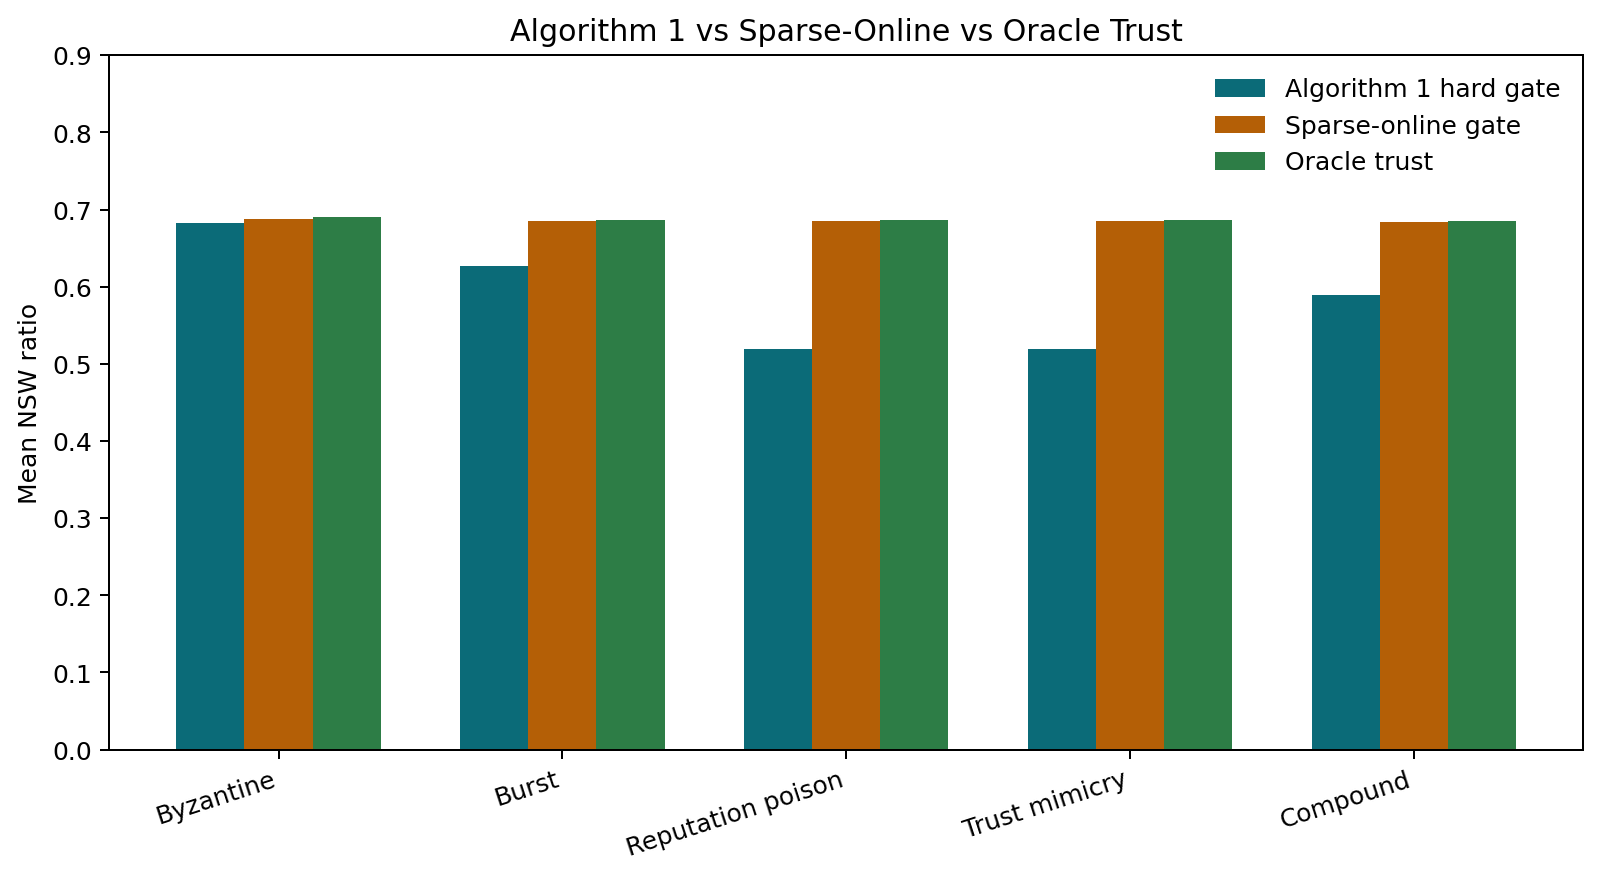 Algorithm 1 vs Sparse-Online vs Oracle Trust
Algorithm 1 hard gate
Sparse-online gate
Oracle trust
Mean NSW ratio
0.9
0.8
0.7
0.6
0.5
0.4
0.3
0.2
0.1
0.0
Byzantine
Burst
Reputation poison
Trust mimicry
Compound